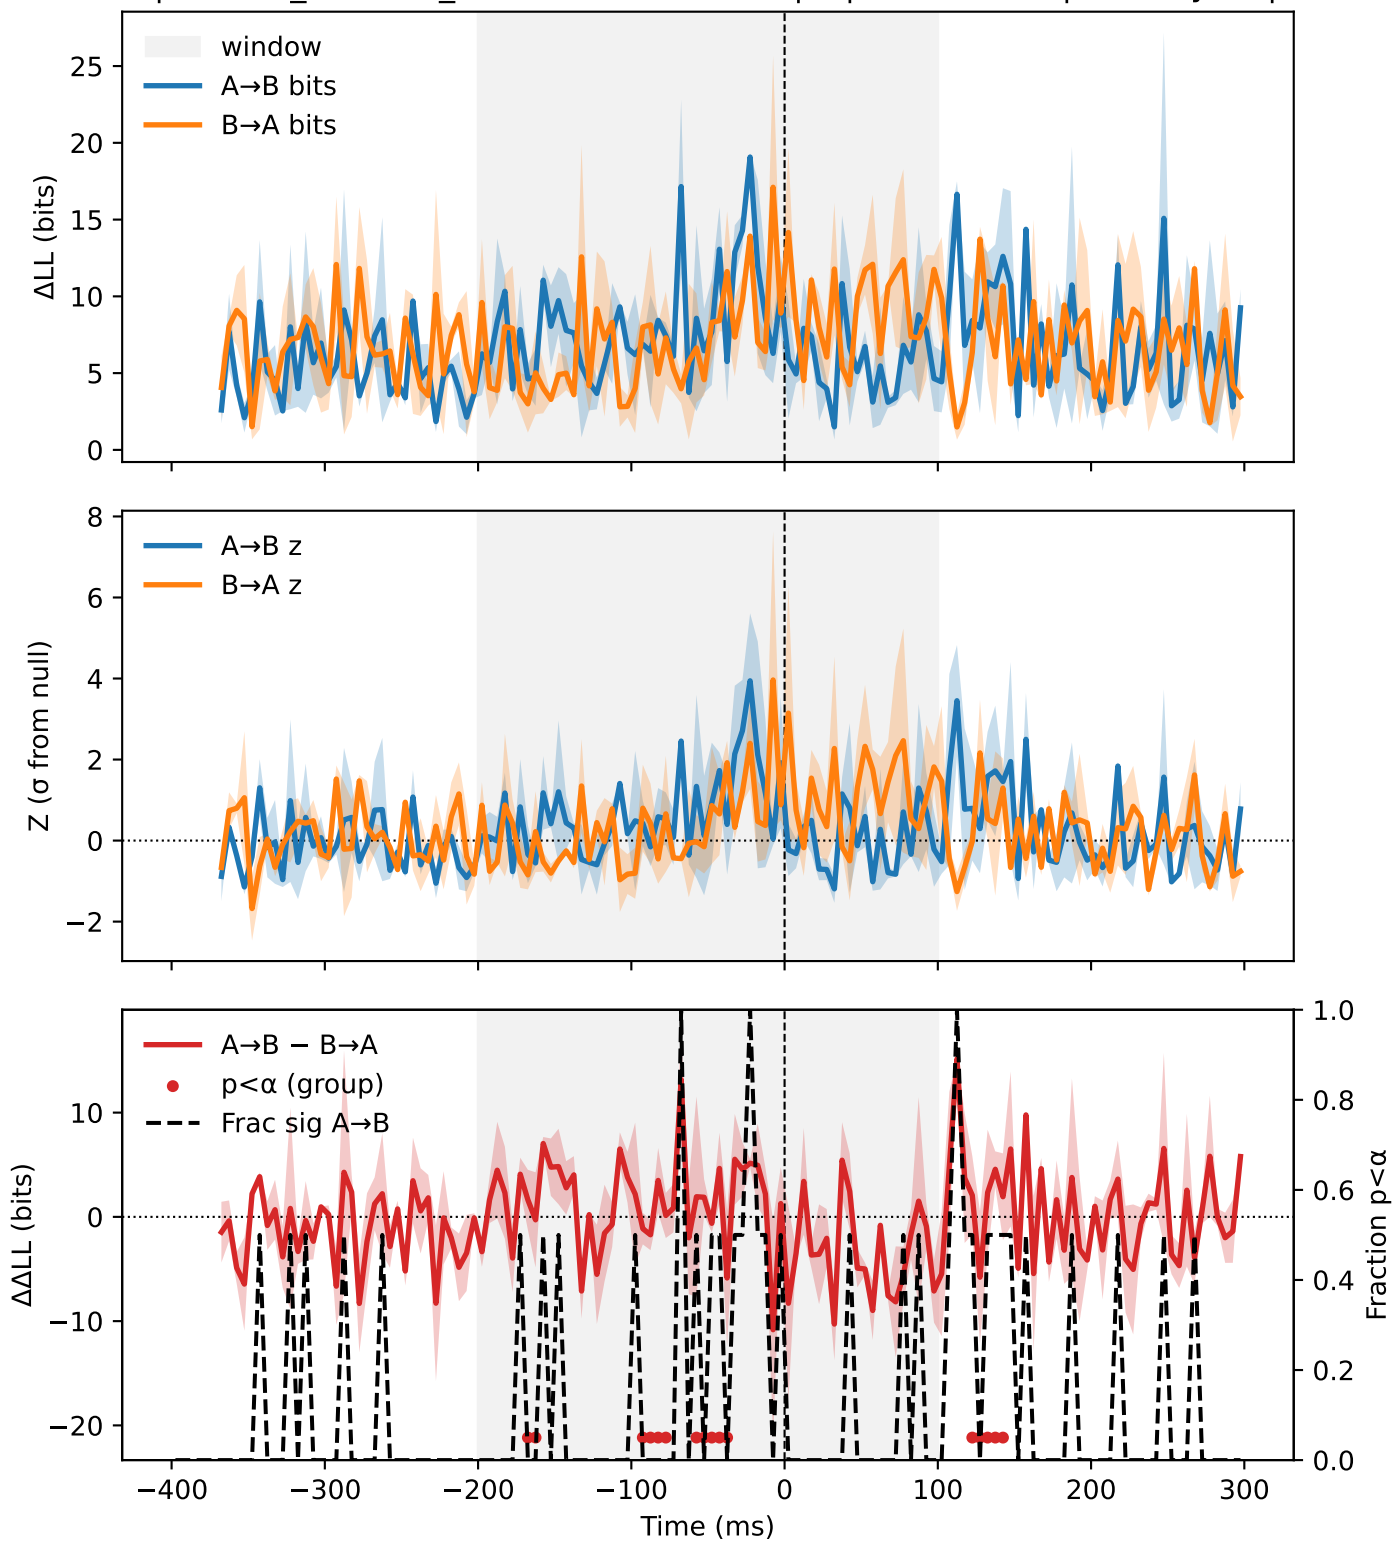 window
A→B bits
B→A bits
ΔLL (bits)
25
20
15
10
5
0
A→B z
B→A z
Z (σ from null)
8
6
4
2
0
−2
A→B − B→A
p<α (group)
Frac sig A→B
ΔΔLL (bits)
10
0
−10
−20
1.0
0.8
0.6
0.4
0.2
0.0
Fraction p<α
−400 −300 −200 −100 0 100 200 300
Time (ms)